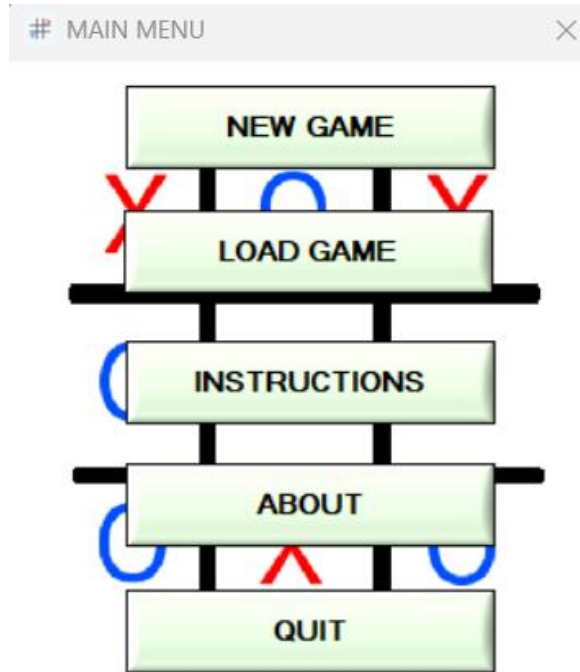 MAIN MENU
NEW GAME
X O X
LOAD GAME
O
INSTRUCTIONS
ABOUT
O X O
QUIT